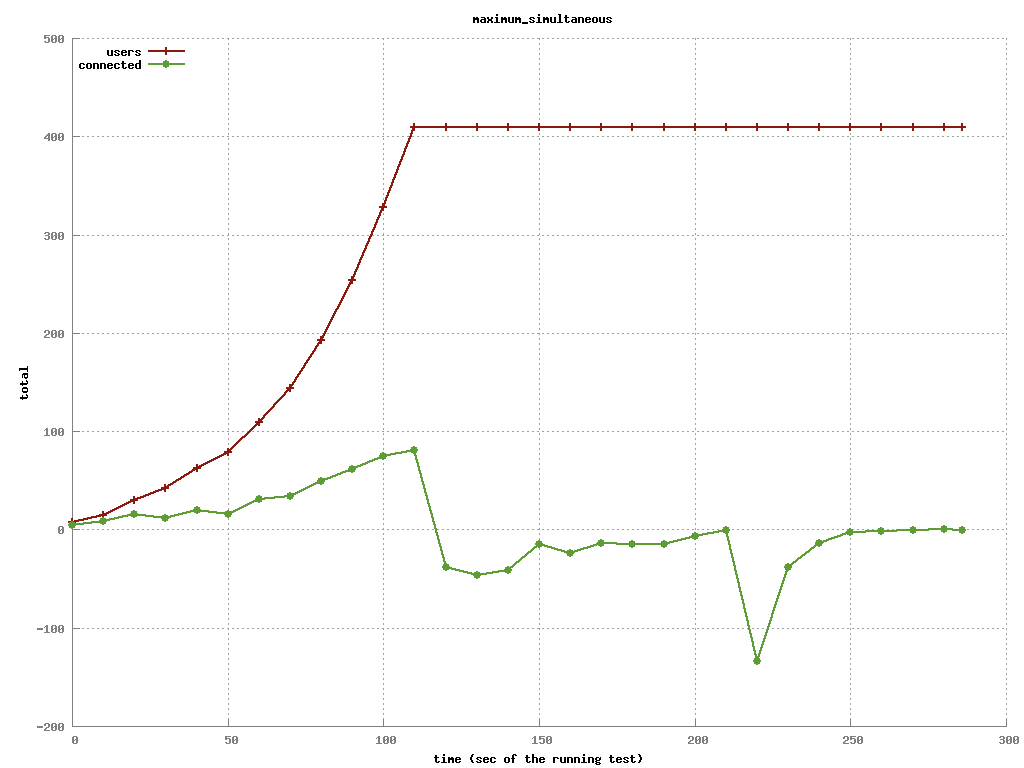 maximum_simultaneous
500
users
connected
400
300
200
total
100
0
-100
-200
0 50 100 150 200 250 300
time (sec of the running test)